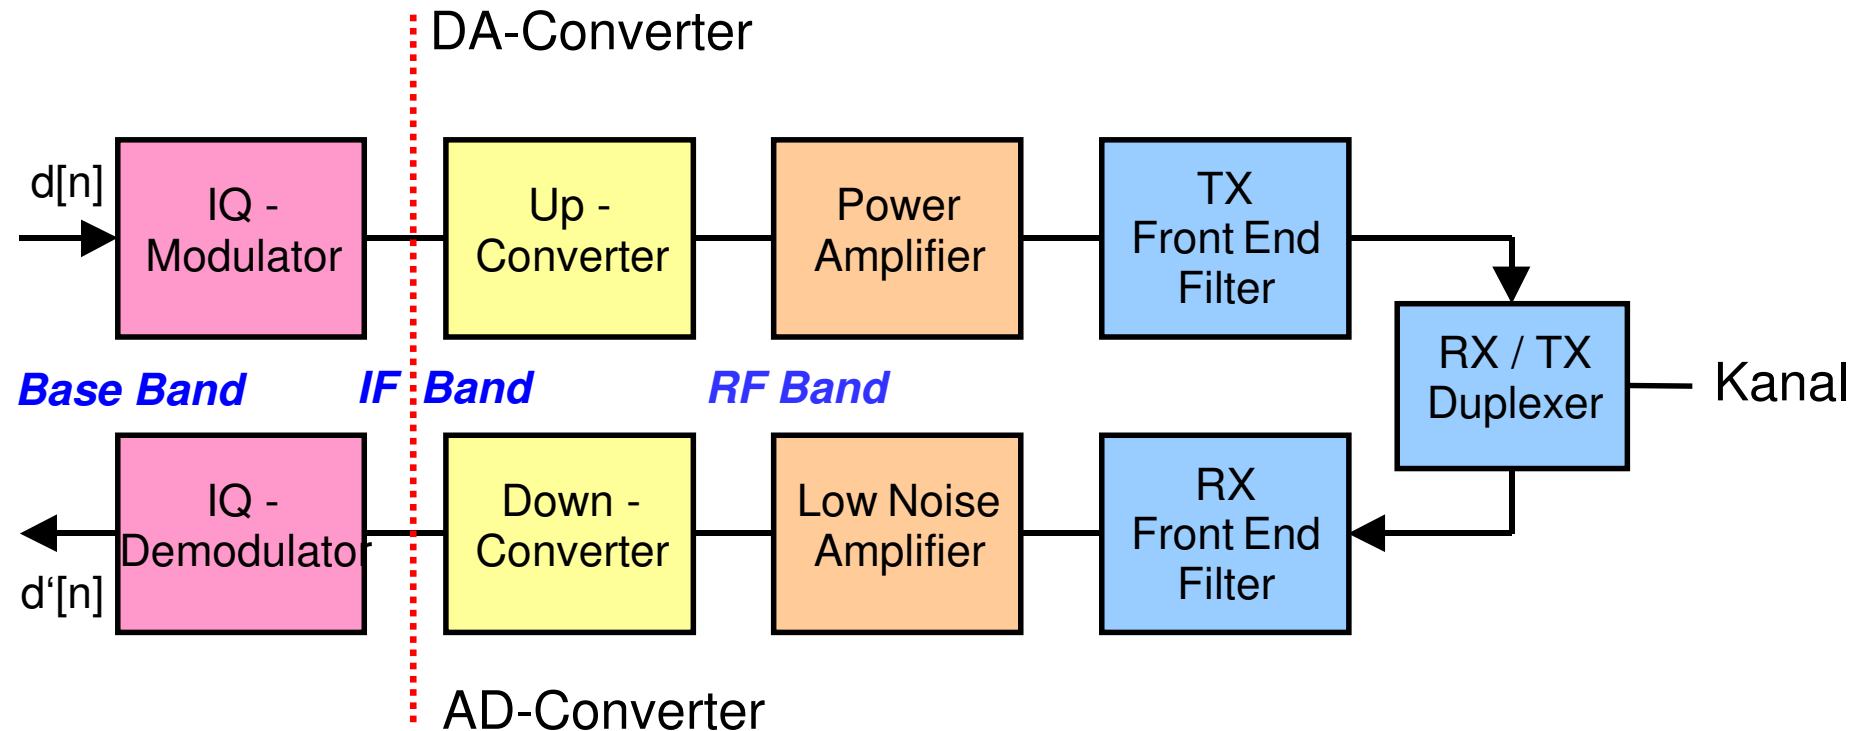 DA-Converter
d[n]
IQ -
Modulator
Up -
Converter
Power
Amplifier
TX
Front End
Filter
RX / TX
Duplexer
Kanal
Base Band
IF Band
RF Band
IQ -
Demodulator
Down -
Converter
Low Noise
Amplifier
RX
Front End
Filter
d‘[n]
AD-Converter